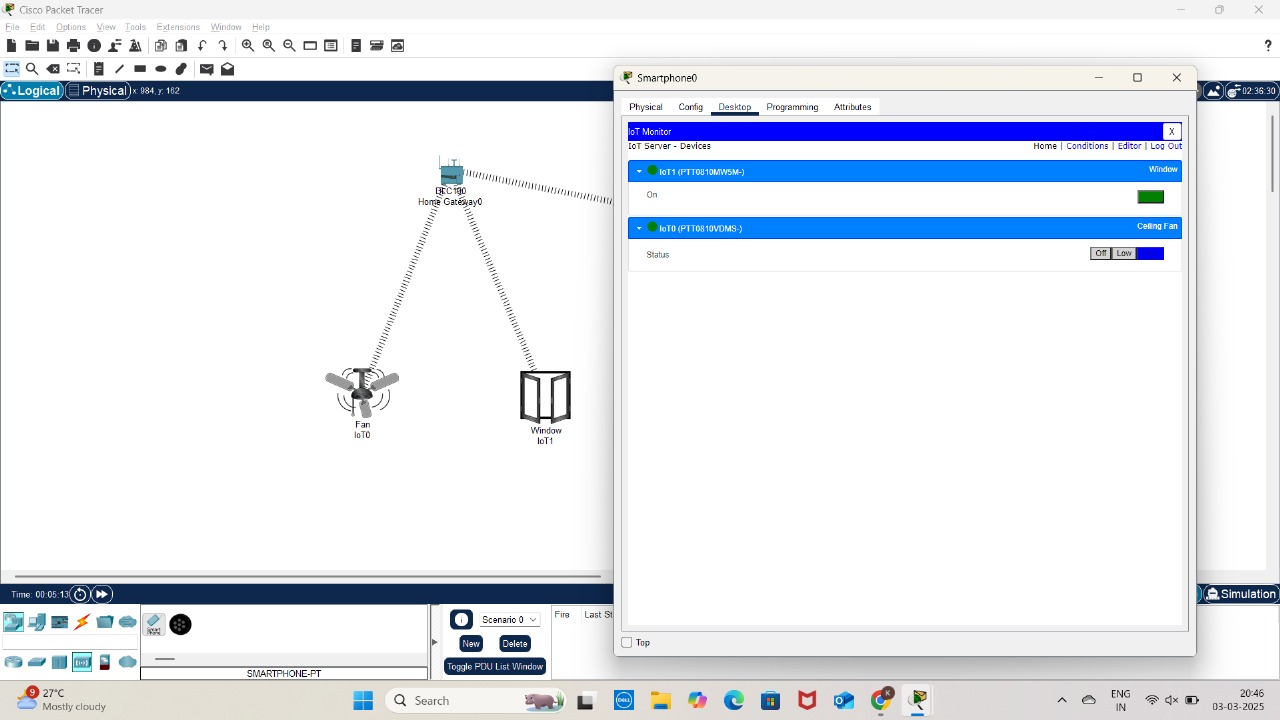 Cisco Packet Tracer
File Edit Options View Tools Extensions Window Help
Logical Physical x: 984, y: 162
02:36:30
Home Gateway0
Fan
IoT0
Window
IoT1
Smartphone0
Physical Config Desktop Programming Attributes
IoT Monitor X
IoT Server - Devices Home | Conditions | Editor | Log Out
IoT1 (PTT0810MW5M-) Window
On
IoT0 (PTT0810VDMS-) Ceiling Fan
Status Off Low
Top
Time: 00:05:13
Simulation
Smart Phone
SMARTPHONE-PT
Scenario 0
New Delete
Toggle PDU List Window
Fire Last St
9
27°C
Mostly cloudy
Search
DELL
K
ENG
IN
20:46
03-03-2025